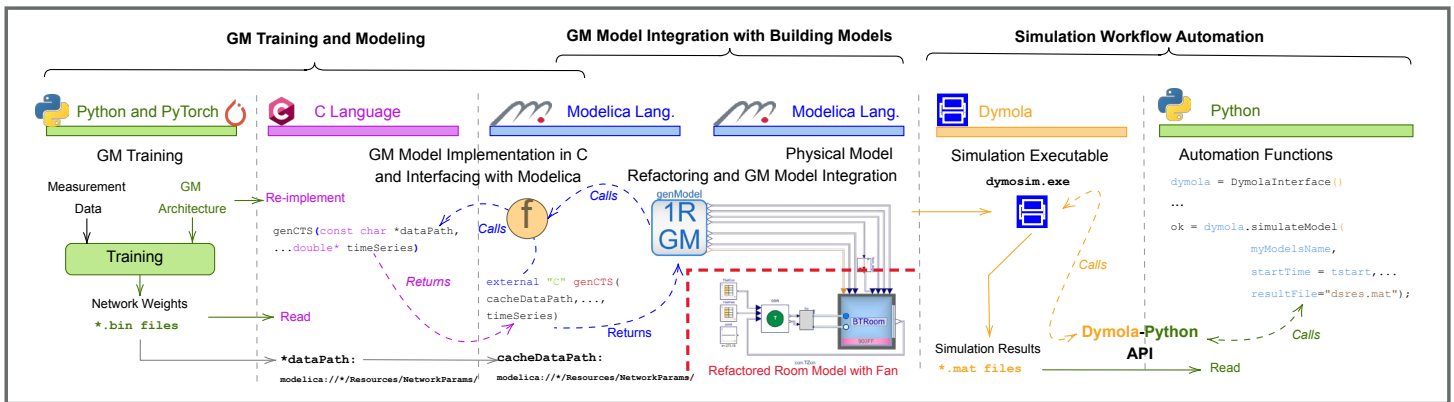 GM Training and Modeling
GM Model Integration with Building Models
Simulation Workflow Automation
Python and PyTorch
C Language
Modelica Lang.
Modelica Lang.
Dymola
Python
GM Training
Measurement
Data
GM
Architecture
Training
Network Weights
*.bin files
Re-implement
Read
GM Model Implementation in C
and Interfacing with Modelica
genCTS(const char *dataPath,
...double* timeSeries)
Returns
Calls
f
Calls
external "C" genCTS(
cacheDataPath,...,
timeSeries)
Returns
*dataPath:
modelica://*/Resources/NetworkParams/
cacheDataPath:
modelica://*/Resources/NetworkParams/
Physical Model
Refactoring and GM Model Integration
genModel
1R
GM
BTRoom
Refactored Room Model with Fan
Simulation Executable
dymosim.exe
Calls
Simulation Results
*.mat files
Dymola-Python
API
Automation Functions
dymola = DymolaInterface()
...
ok = dymola.simulateModel(
myModelsName,
startTime = tstart,...
resultFile="dsres.mat");
Calls
Read